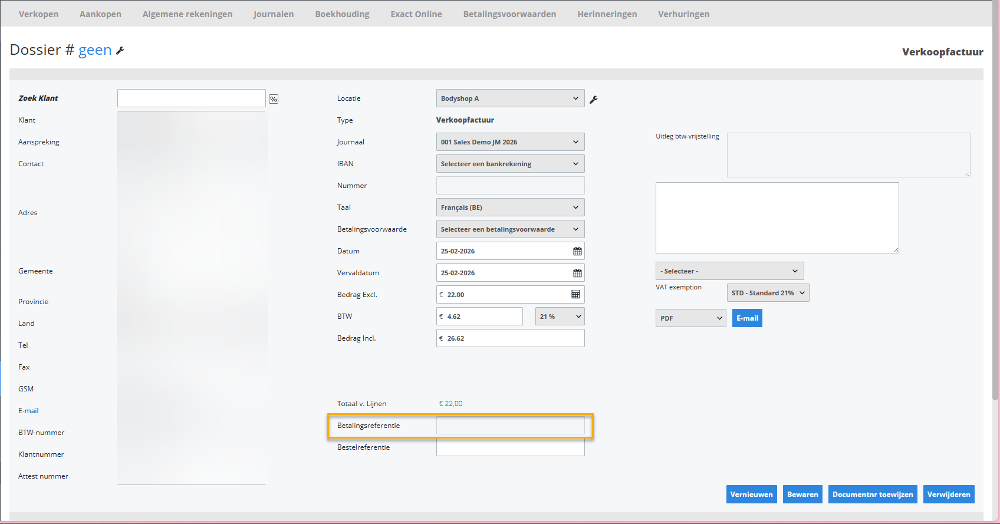 Verkopen Aankopen Algemene rekeningen Journalen Boekhouding Exact Online Betalingsvoorwaarden Herinneringen Verhuringen
Dossier # geen
Verkoopfactuur
Zoek Klant
%
Klant
Aanspreking
Contact
Adres
Gemeente
Provincie
Land
Tel
Fax
GSM
E-mail
BTW-nummer
Klantnummer
Attest nummer
Locatie Bodyshop A
Type Verkoopfactuur
Journaal 001 Sales Demo JM 2026
IBAN Selecteer een bankrekening
Nummer
Taal Français (BE)
Betalingsvoorwaarde Selecteer een betalingsvoorwaarde
Datum 25-02-2026
Vervaldatum 25-02-2026
Bedrag Excl. € 22.00
BTW € 4.62 21 %
Bedrag Incl. € 26.62
Totaal v. Lijnen € 22,00
Betalingsreferentie
Bestelreferentie
Uitleg btw-vrijstelling
- Selecteer -
VAT exemption STD - Standard 21%
PDF E-mail
Vernieuwen Bewaren Documentnr toewijzen Verwijderen